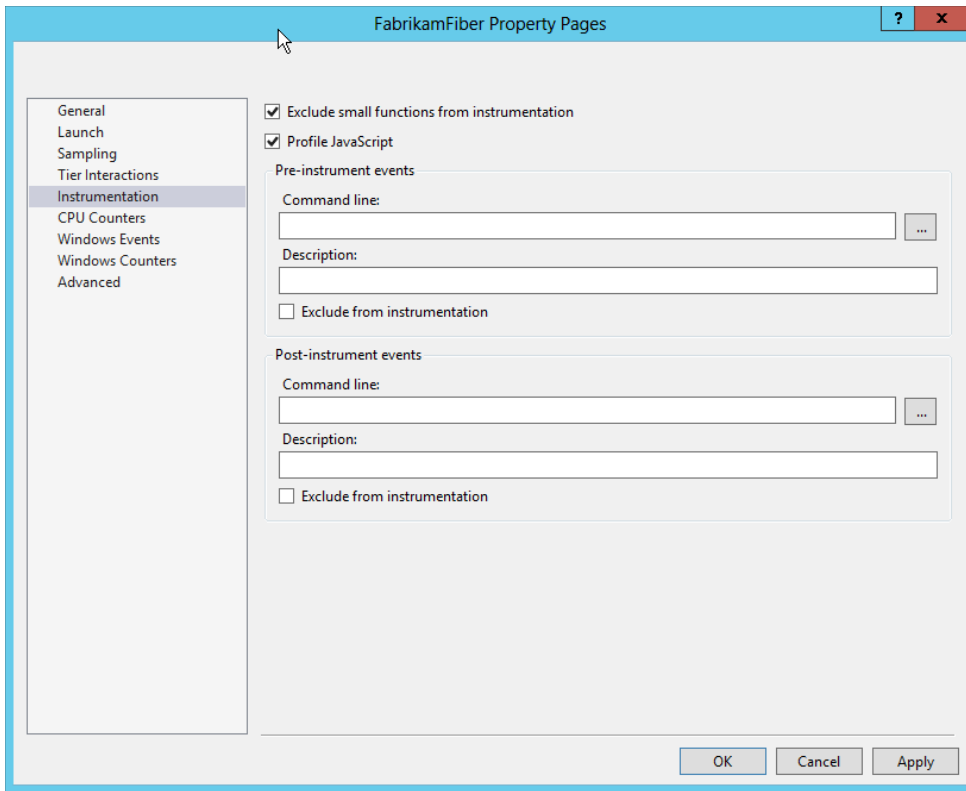 FabrikamFiber Property Pages
? x
General
Launch
Sampling
Tier Interactions
Instrumentation
CPU Counters
Windows Events
Windows Counters
Advanced
Exclude small functions from instrumentation
Profile JavaScript
Pre-instrument events
Command line:
...
Description:
Exclude from instrumentation
Post-instrument events
Command line:
...
Description:
Exclude from instrumentation
OK Cancel Apply